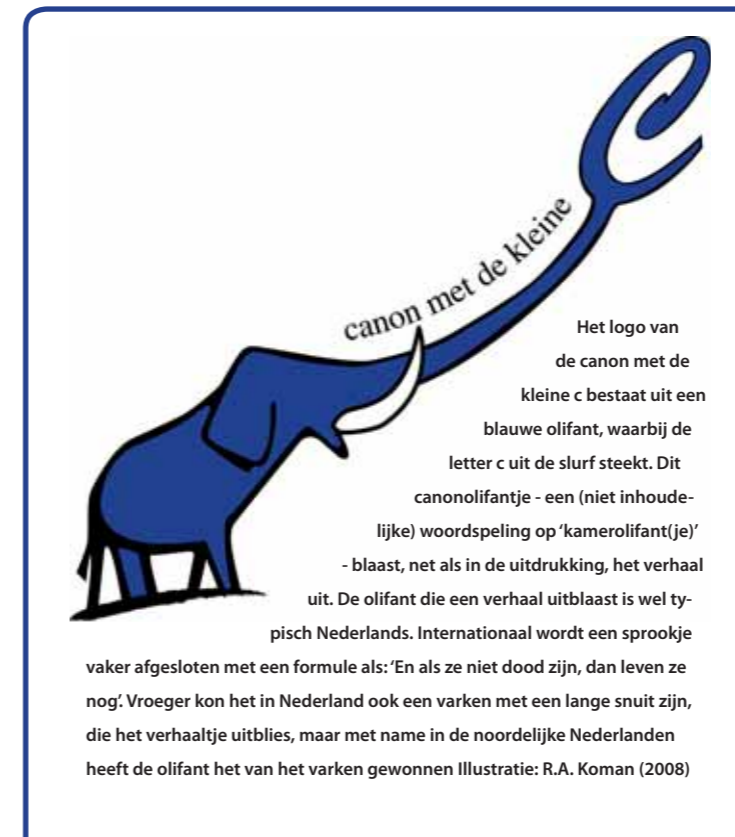 canon met de kleine
Het logo van
de canon met de
kleine c bestaat uit een
blauwe olifant, waarbij de
letter c uit de slurf steekt. Dit
canonolifantje - een (niet inhoude-
lijke) woordspeling op 'kamerolifant(je)'
- blaast, net als in de uitdrukking, het verhaal
uit. De olifant die een verhaal uitblaast is wel ty-
pisch Nederlands. Internationaal wordt een sprookje
vaker afgesloten met een formule als: 'En als ze niet dood zijn, dan leven ze
nog'. Vroeger kon het in Nederland ook een varken met een lange snuit zijn,
die het verhaaltje uitblies, maar met name in de noordelijke Nederlanden
heeft de olifant het van het varken gewonnen Illustratie: R.A. Koman (2008)